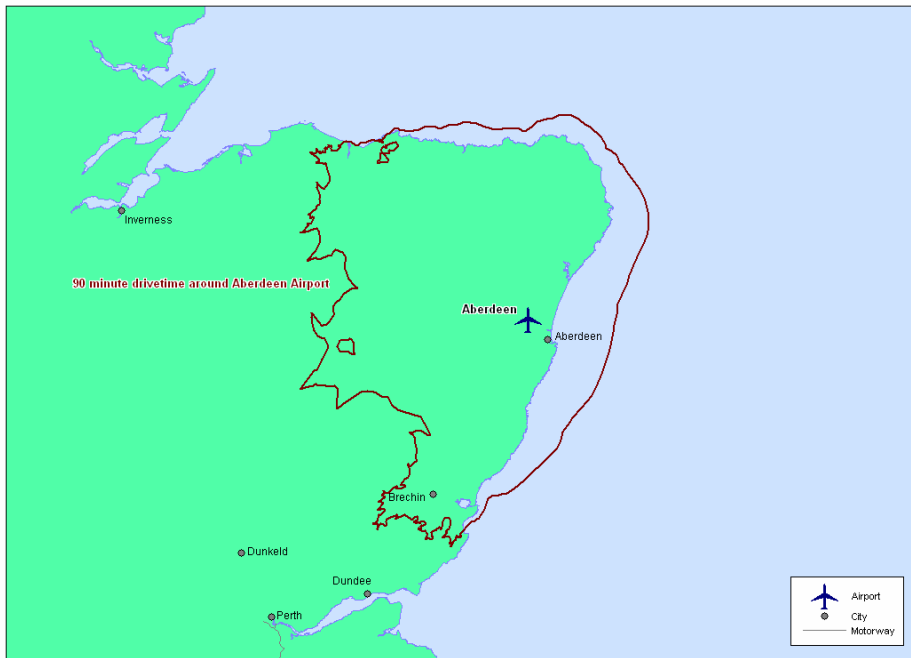 Inverness
90 minute drivetime around Aberdeen Airport
Aberdeen
Aberdeen
Brechin
Dunkeld
Dundee
Perth
Airport
City
Motorway